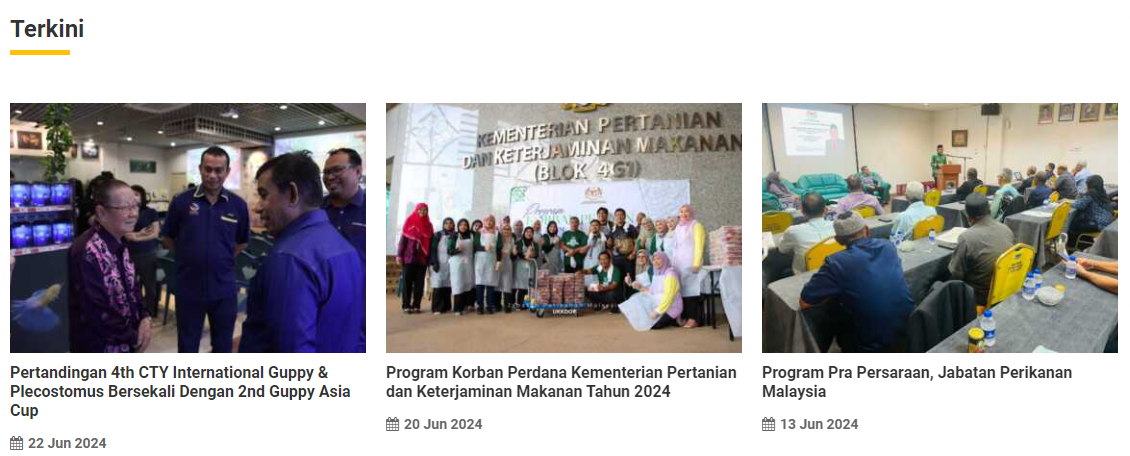 Terkini
KEMENTERIAN PERTANIAN
DAN KETERJAMINAN MAKANAN
(BLOK 4G1)
Program
Pertandingan 4th CTY International Guppy &
Plecostomus Bersekali Dengan 2nd Guppy Asia
Cup
22 Jun 2024
Program Korban Perdana Kementerian Pertanian
dan Keterjaminan Makanan Tahun 2024
20 Jun 2024
Program Pra Persaraan, Jabatan Perikanan
Malaysia
13 Jun 2024